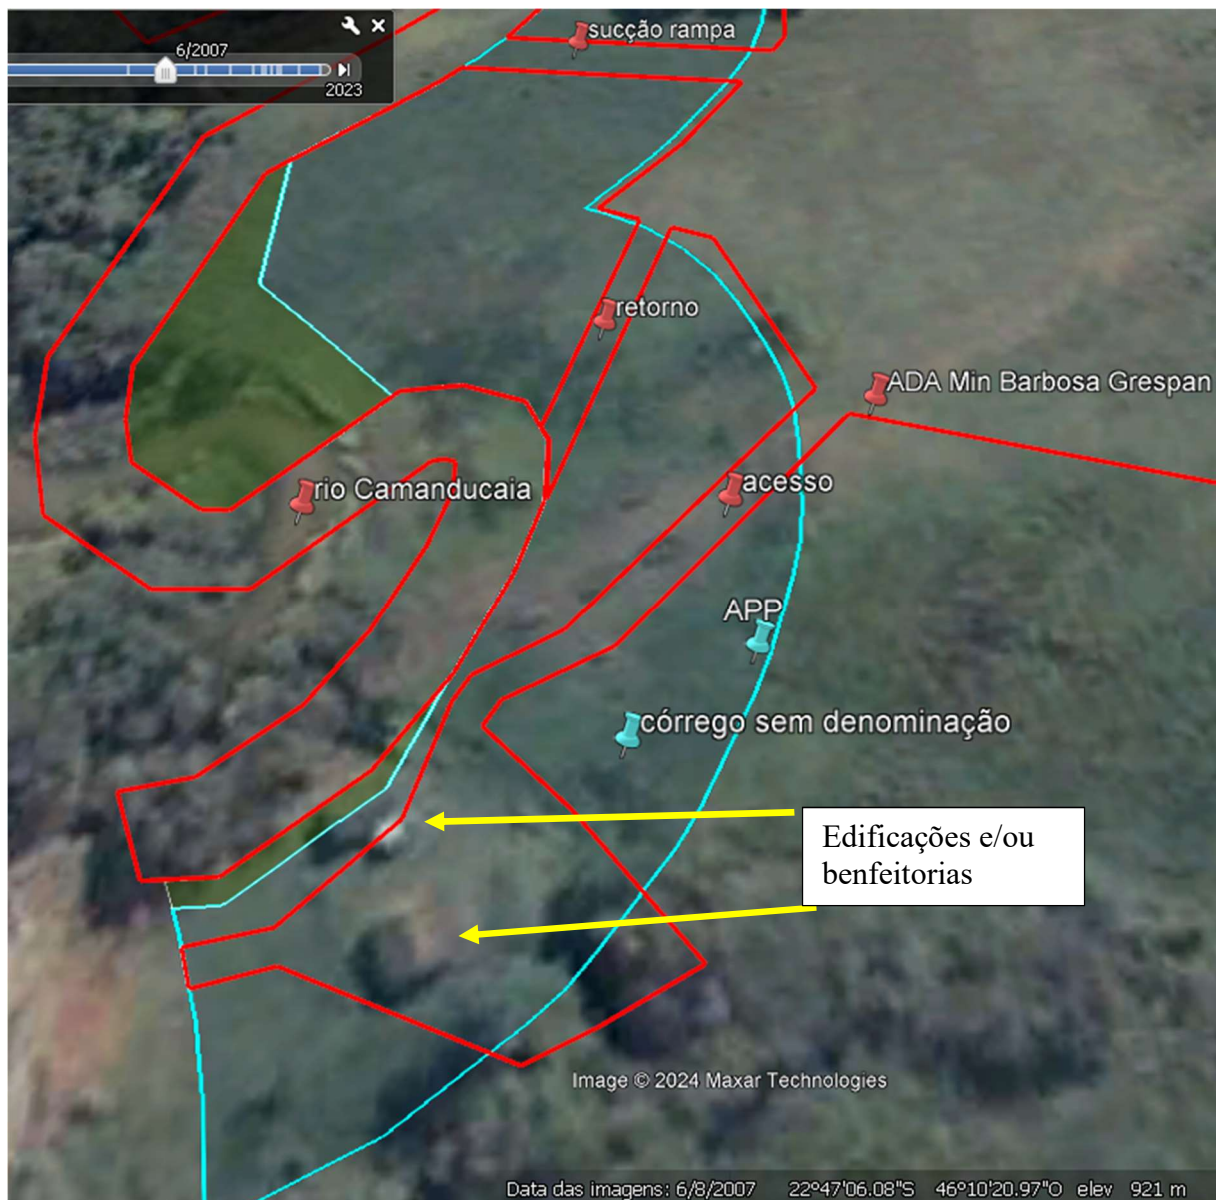 6/2007
2023
sucção rampa
retorno
ADA Min Barbosa Grespan
acesso
rio Camanducaia
APP
córrego sem denominação
Edificações e/ou
benfeitorias
Image © 2024 Maxar Technologies
Data das imagens: 6/8/2007 22°47'06.08"S 46°10'20.97"O elev 921 m